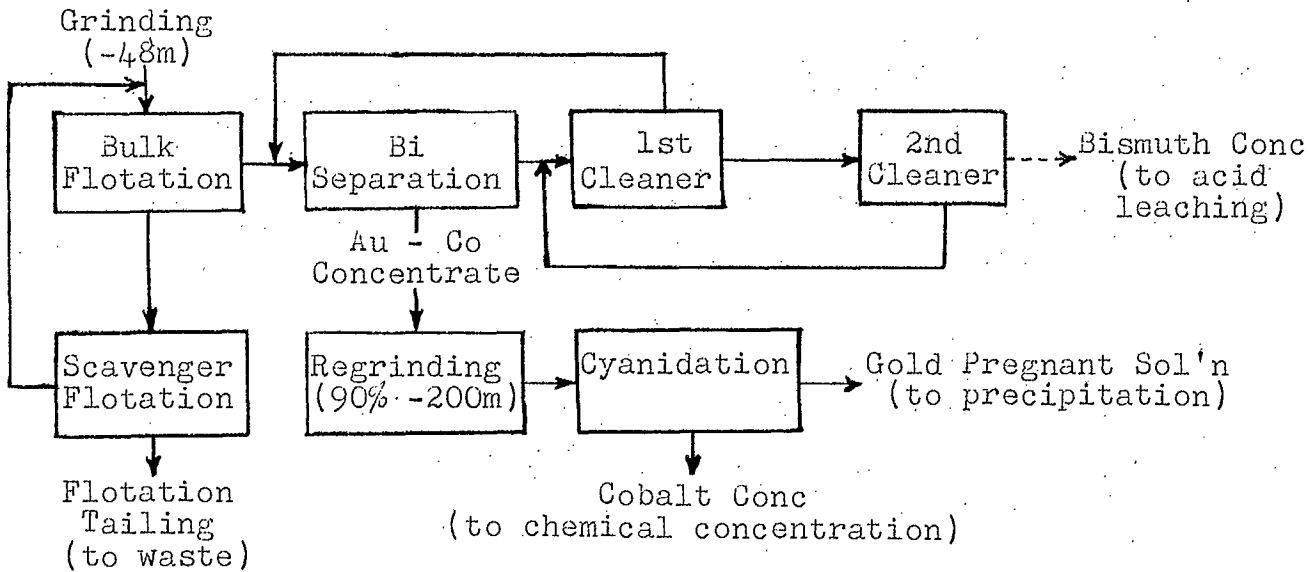 Grinding
(-48m)
Bulk
Flotation
Bi
Separation
1st
Cleaner
2nd
Cleaner
Bismuth Conc
(to acid
leaching)
Au - Co
Concentrate
Scavenger
Flotation
Regrinding
(90% -200m)
Cyanidation
Gold Pregnant Sol'n
(to precipitation)
Flotation
Tailing
(to waste)
Cobalt Conc
(to chemical concentration)